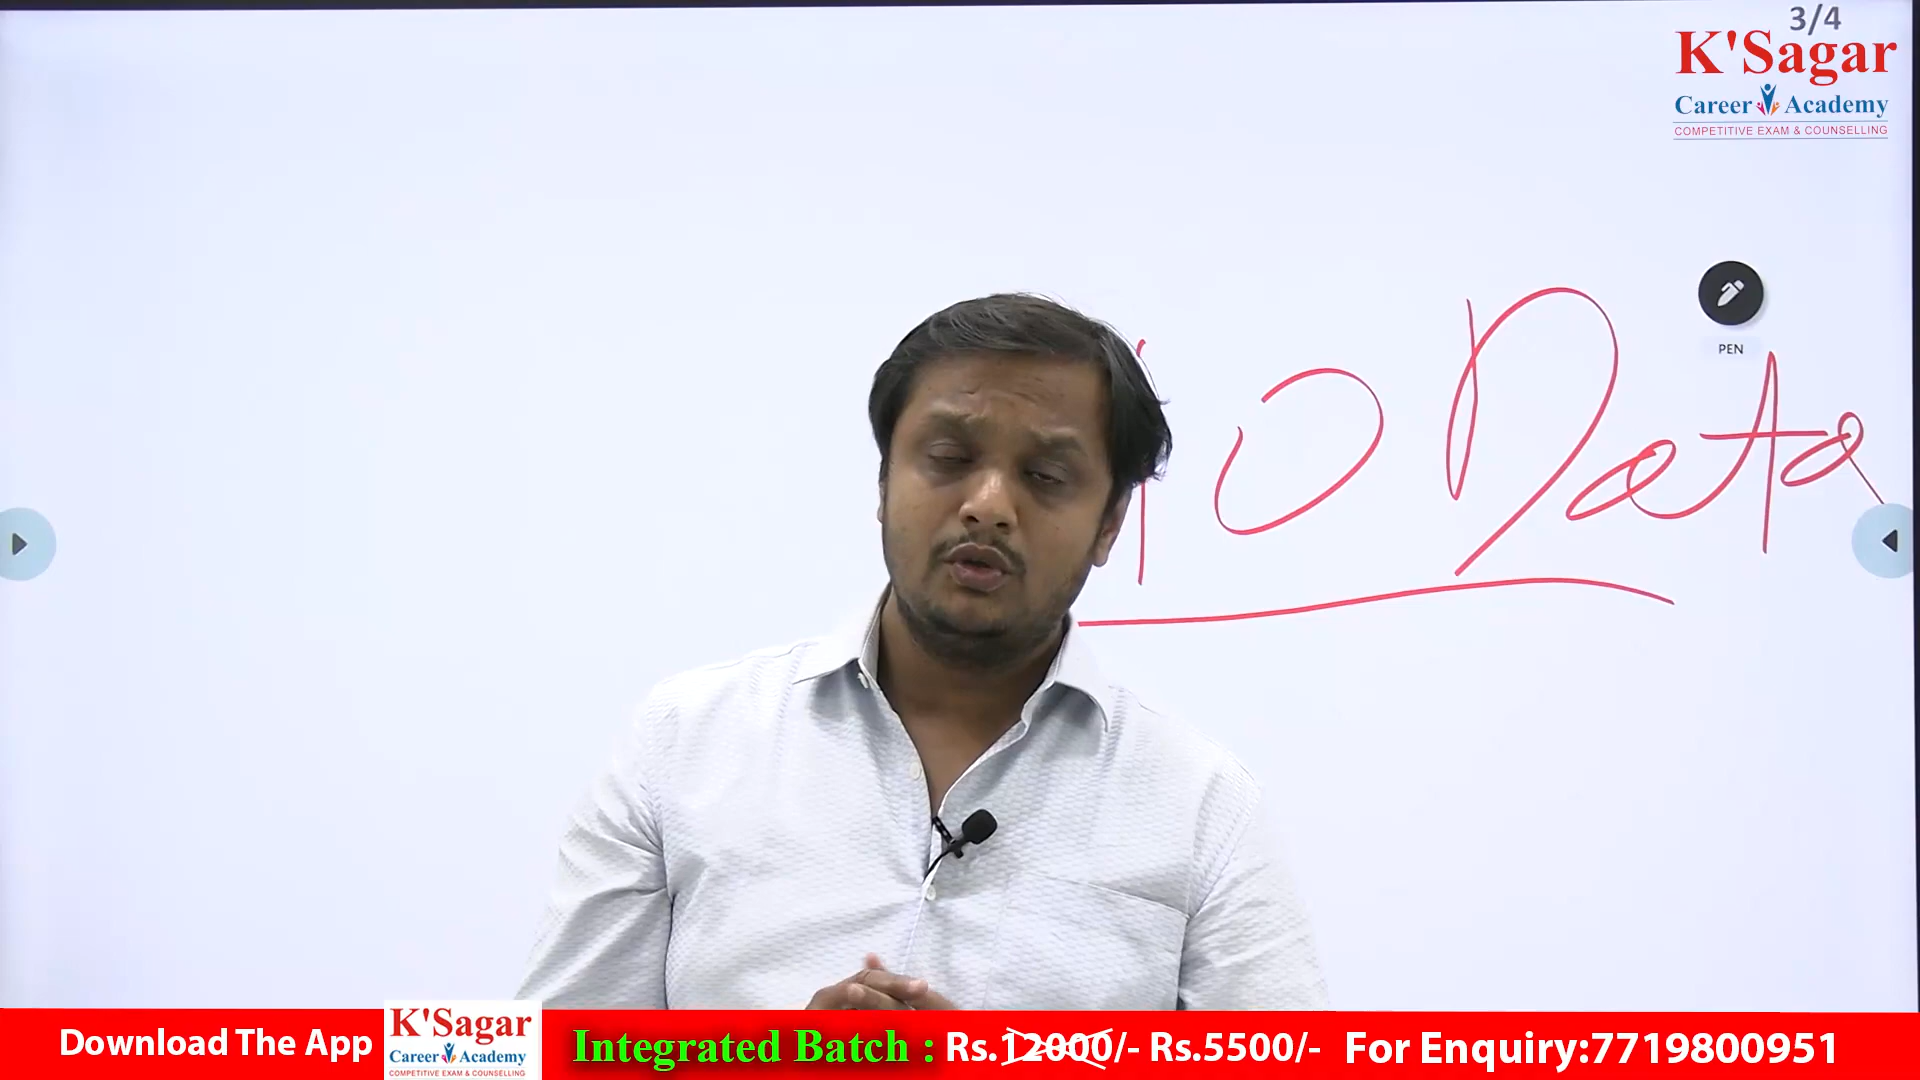 3/4
K'Sagar
Career Academy
COMPETITIVE EXAM & COUNSELLING
PEN
10 Data
Download The App
K'Sagar
Career Academy
COMPETITIVE EXAM & COUNSELLING
Integrated Batch : Rs.12000/- Rs.5500/- For Enquiry:7719800951